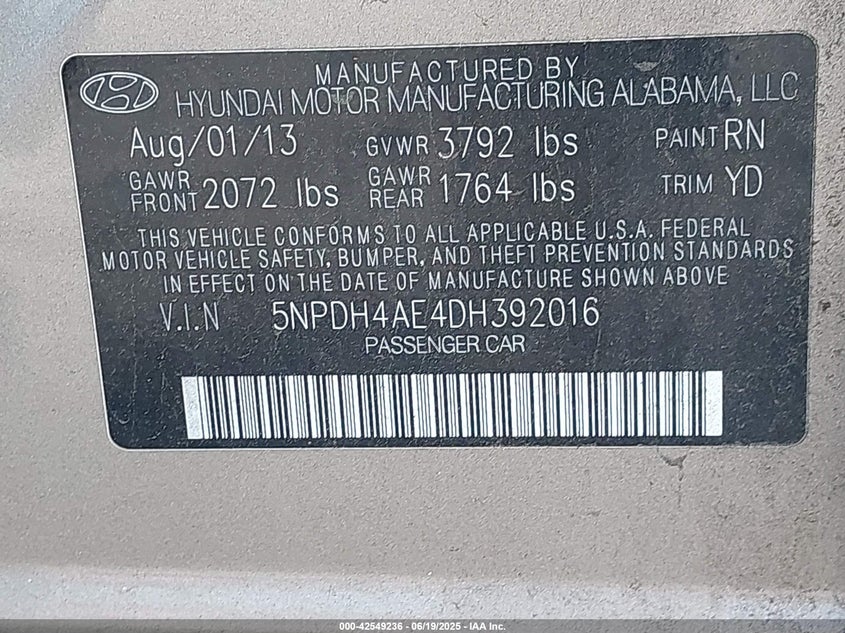 MANUFACTURED BY
HYUNDAI MOTOR MANUFACTURING ALABAMA, LLC
Aug/01/13 GVWR 3792 lbs PAINT RN
GAWR FRONT 2072 lbs GAWR REAR 1764 lbs TRIM YD
THIS VEHICLE CONFORMS TO ALL APPLICABLE U.S.A. FEDERAL
MOTOR VEHICLE SAFETY, BUMPER, AND THEFT PREVENTION STANDARDS
IN EFFECT ON THE DATE OF MANUFACTURE SHOWN ABOVE
V.I.N 5NPDH4AE4DH392016
PASSENGER CAR
000-42549236 - 06/19/2025 - IAA Inc.